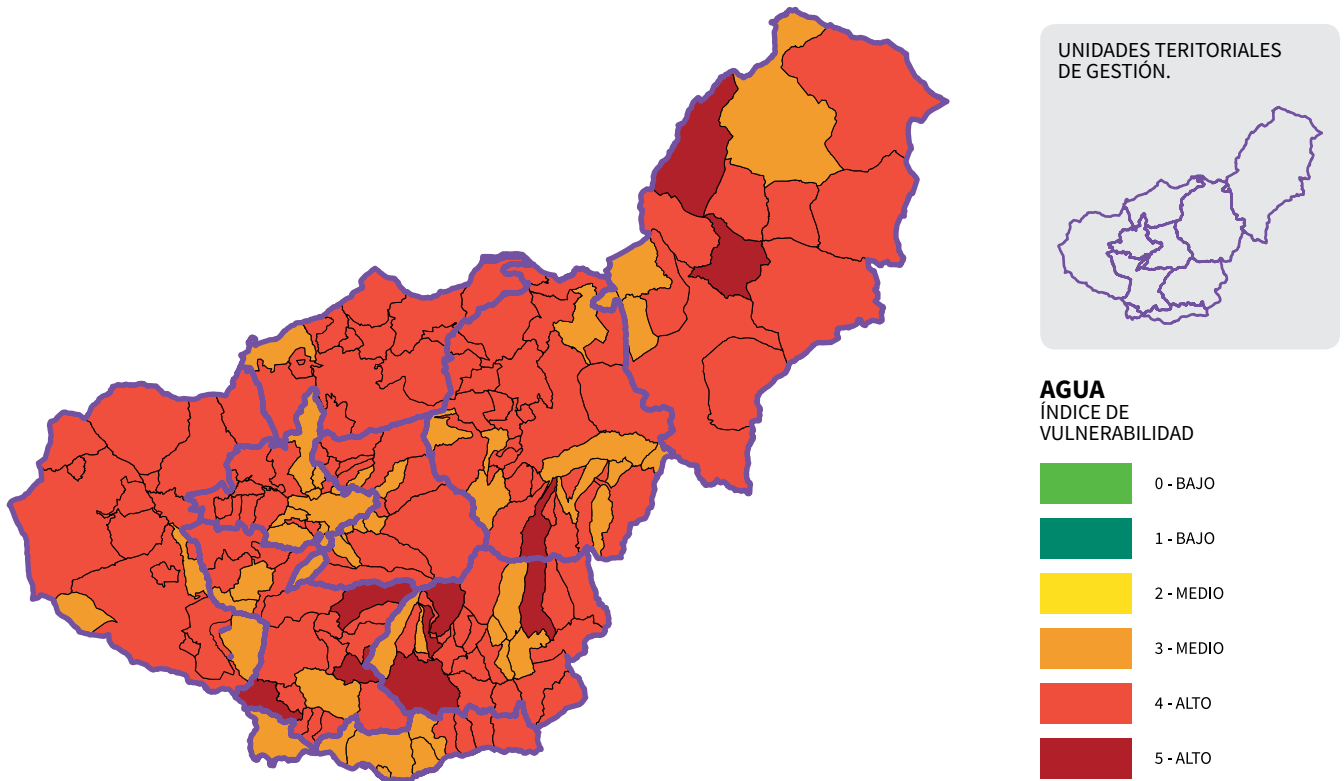 UNIDADES TERITORIALES
DE GESTIÓN.
AGUA
ÍNDICE DE
VULNERABILIDAD
0 - BAJO
1 - BAJO
2 - MEDIO
3 - MEDIO
4 - ALTO
5 - ALTO